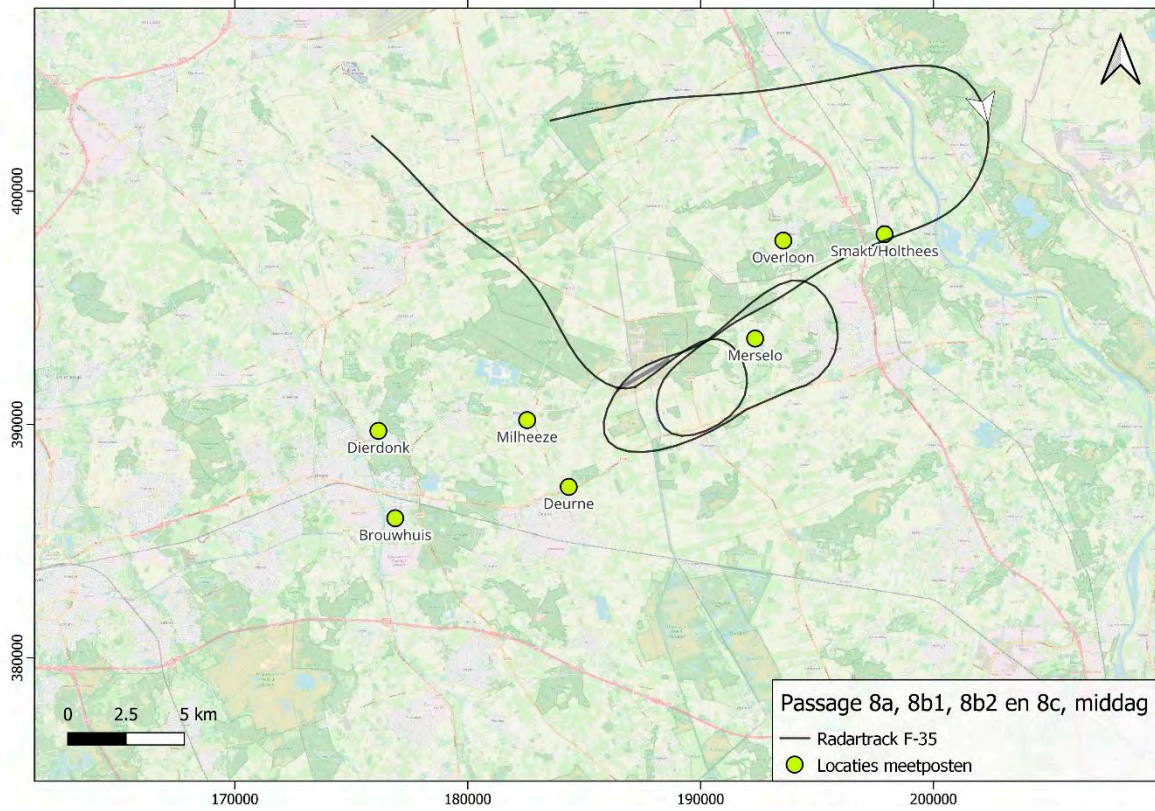 400000
390000
380000
Overloon
Smakt/Holthees
Merselo
Milheeze
Dierdonk
Deurne
Brouwhuis
0 2.5 5 km
Passage 8a, 8b1, 8b2 en 8c, middag
Radartrack F-35
Locaties meetposten
170000 180000 190000 200000